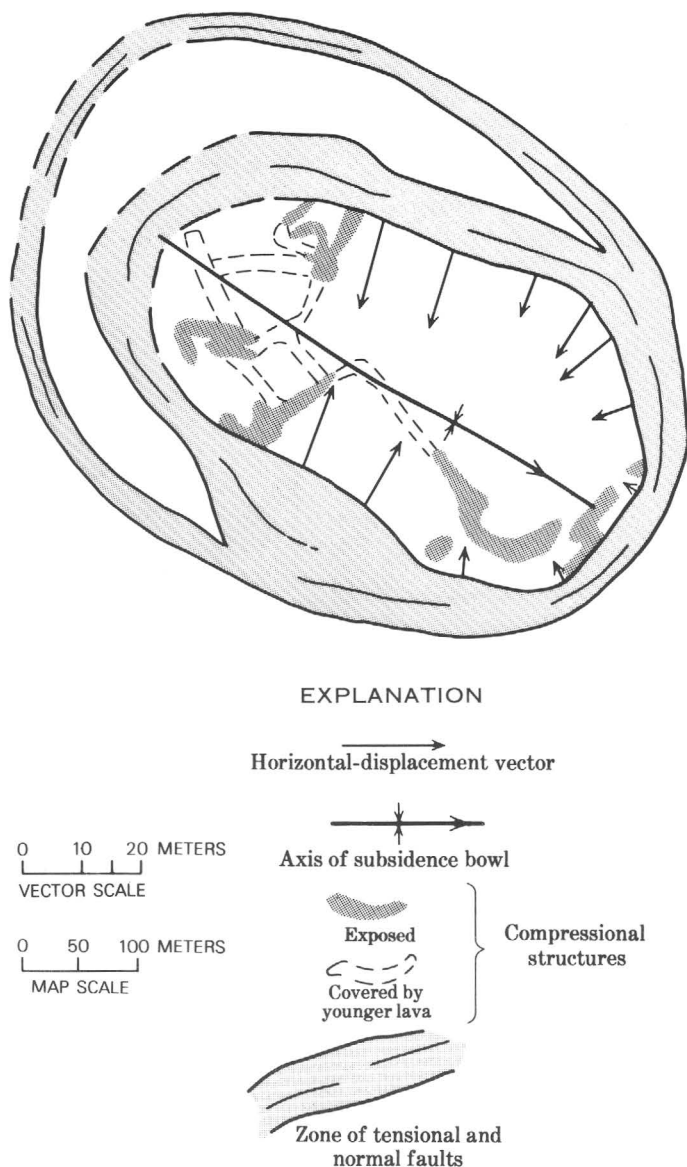 EXPLANATION
Horizontal-displacement vector
0 10 20 METERS
VECTOR SCALE
Axis of subsidence bowl
0 50 100 METERS
MAP SCALE
Exposed
Covered by
younger lava
Compressional
structures
Zone of tensional and
normal faults